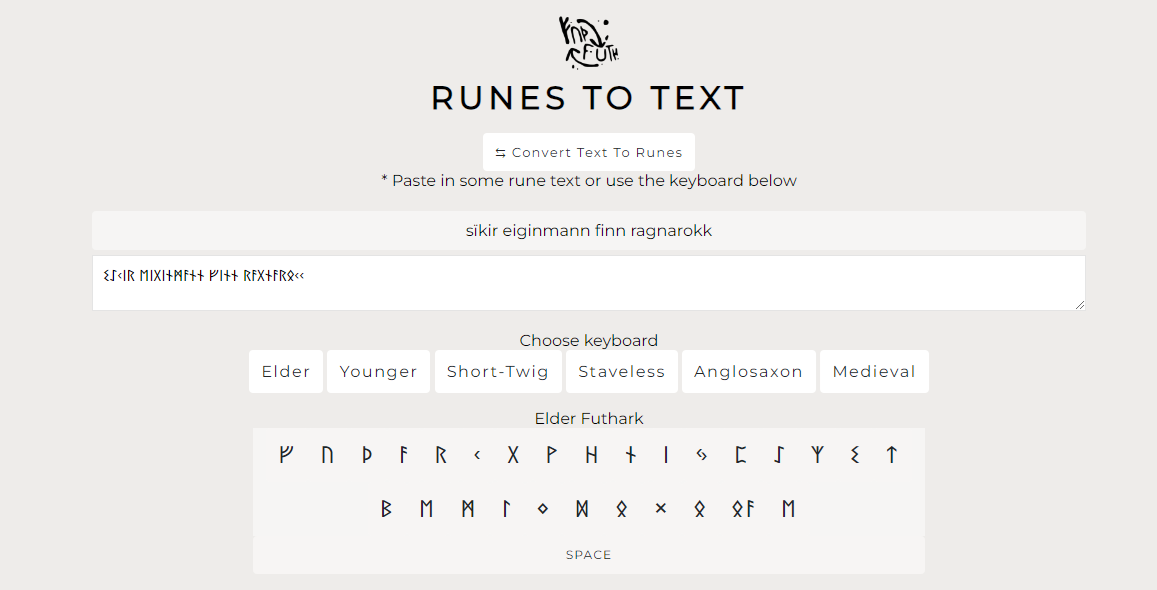 RUNES TO TEXT
⇆ Convert Text To Runes
* Paste in some rune text or use the keyboard below
sïkir eiginmann finn ragnarokk
ᛊᛇᚲᛁᚱ ᛖᛁᚷᛁᚾᛗᚨᚾᚾ ᚠᛁᚾᚾ ᚱᚨᚷᚾᚨᚱᛟᚲᚲ
Choose keyboard
Elder Younger Short-Twig Staveless Anglosaxon Medieval
Elder Futhark
ᚠ ᚢ ᚦ ᚨ ᚱ ᚲ ᚷ ᚹ ᚺ ᚾ ᛁ ᛃ ᛈ ᛇ ᛉ ᛊ ᛏ
ᛒ ᛖ ᛗ ᛚ ᛜ ᛞ ᛟ × ᛟ ᛟᚨ ᛖ
SPACE